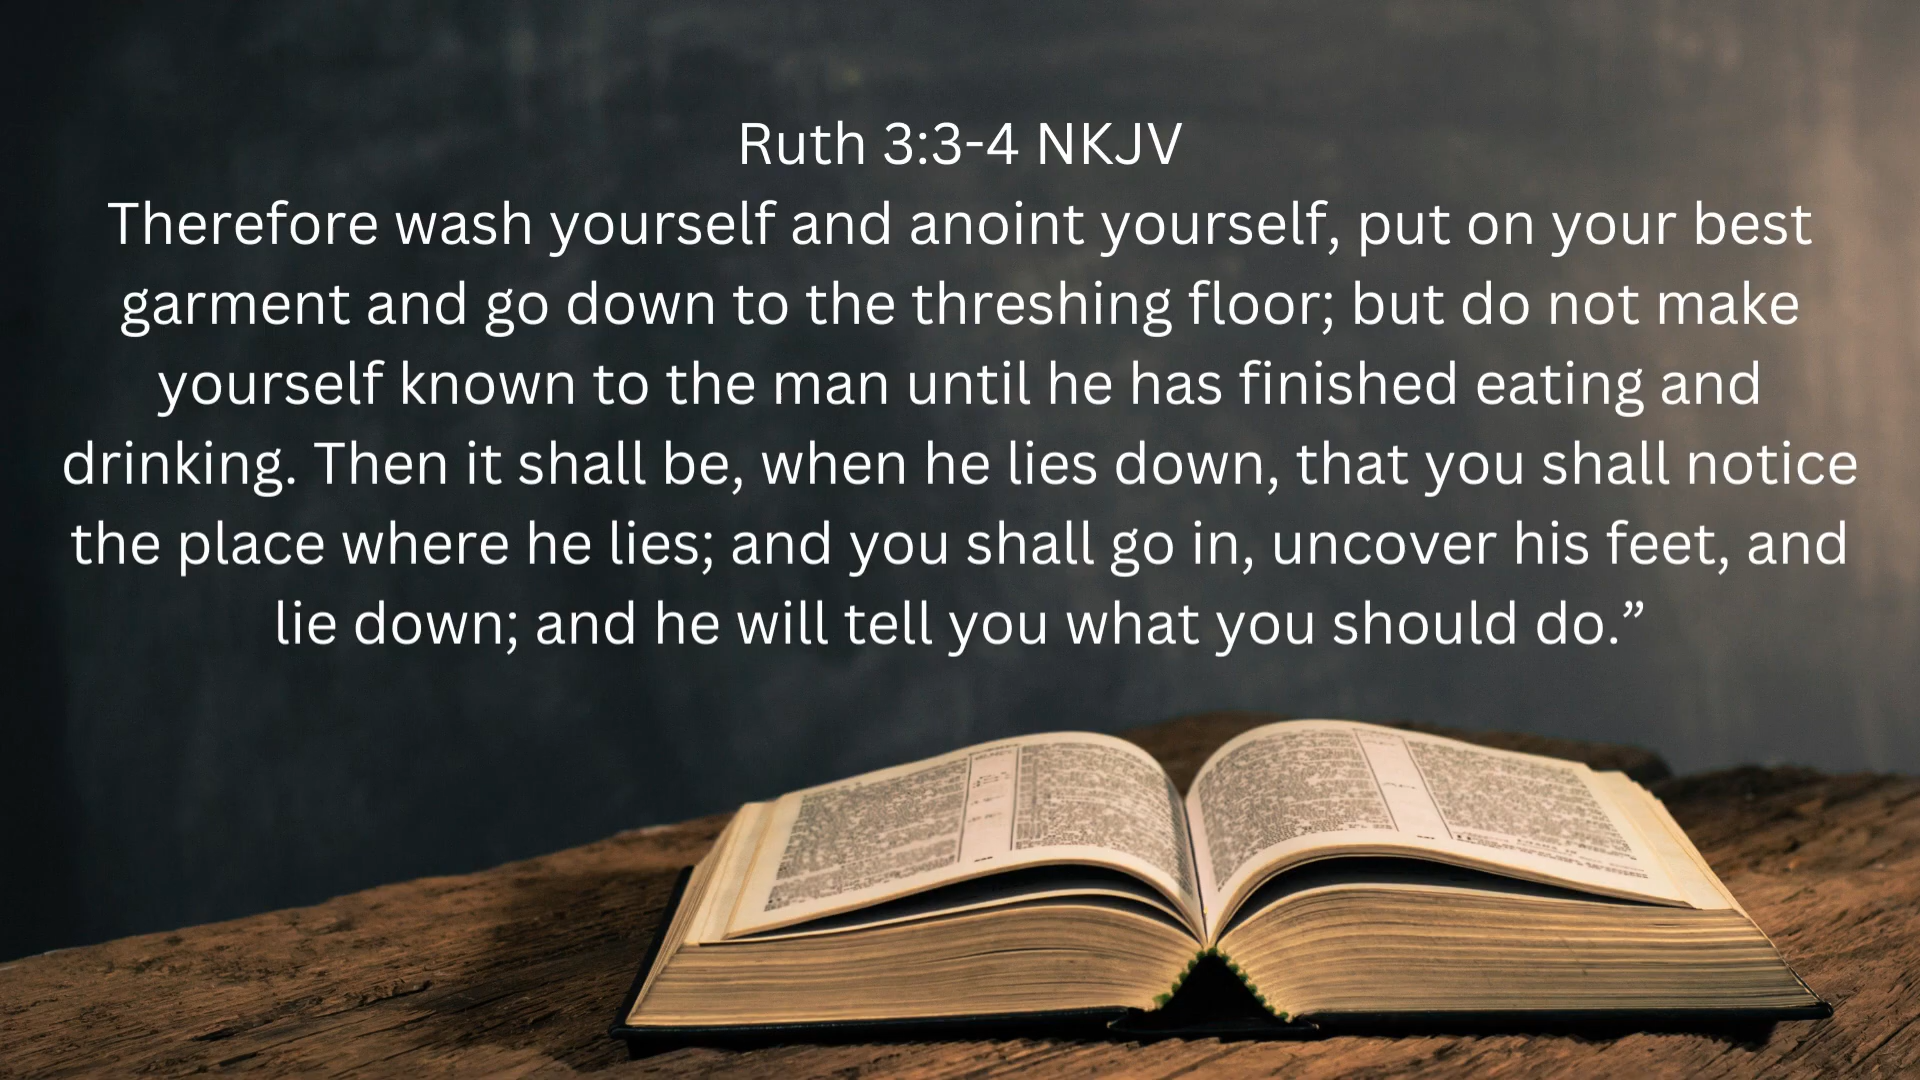 Ruth 3:3-4 NKJV
Therefore wash yourself and anoint yourself, put on your best
garment and go down to the threshing floor; but do not make
yourself known to the man until he has finished eating and
drinking. Then it shall be, when he lies down, that you shall notice
the place where he lies; and you shall go in, uncover his feet, and
lie down; and he will tell you what you should do.”